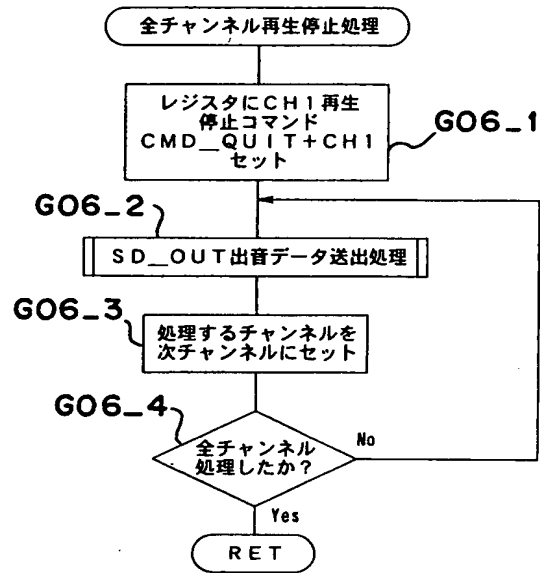 全チャンネル再生停止処理
レジスタにCH1再生
停止コマンド
CMD__QUIT+CH1
セット
G06_1
G06_2
SD__OUT出音データ送出処理
G06_3
処理するチャンネルを
次チャンネルにセット
G06_4
全チャンネル
処理したか?
No
Yes
RET